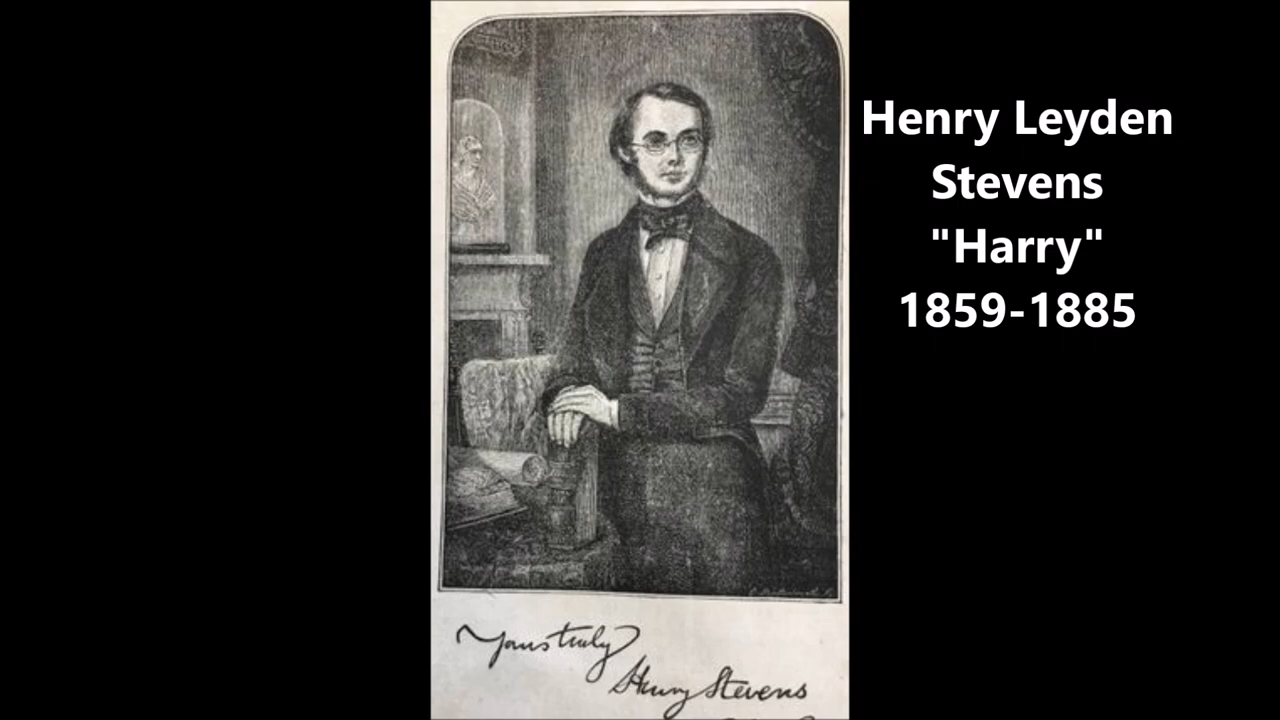 Henry Leyden
Stevens
"Harry"
1859-1885
Yours truly
Henry Stevens